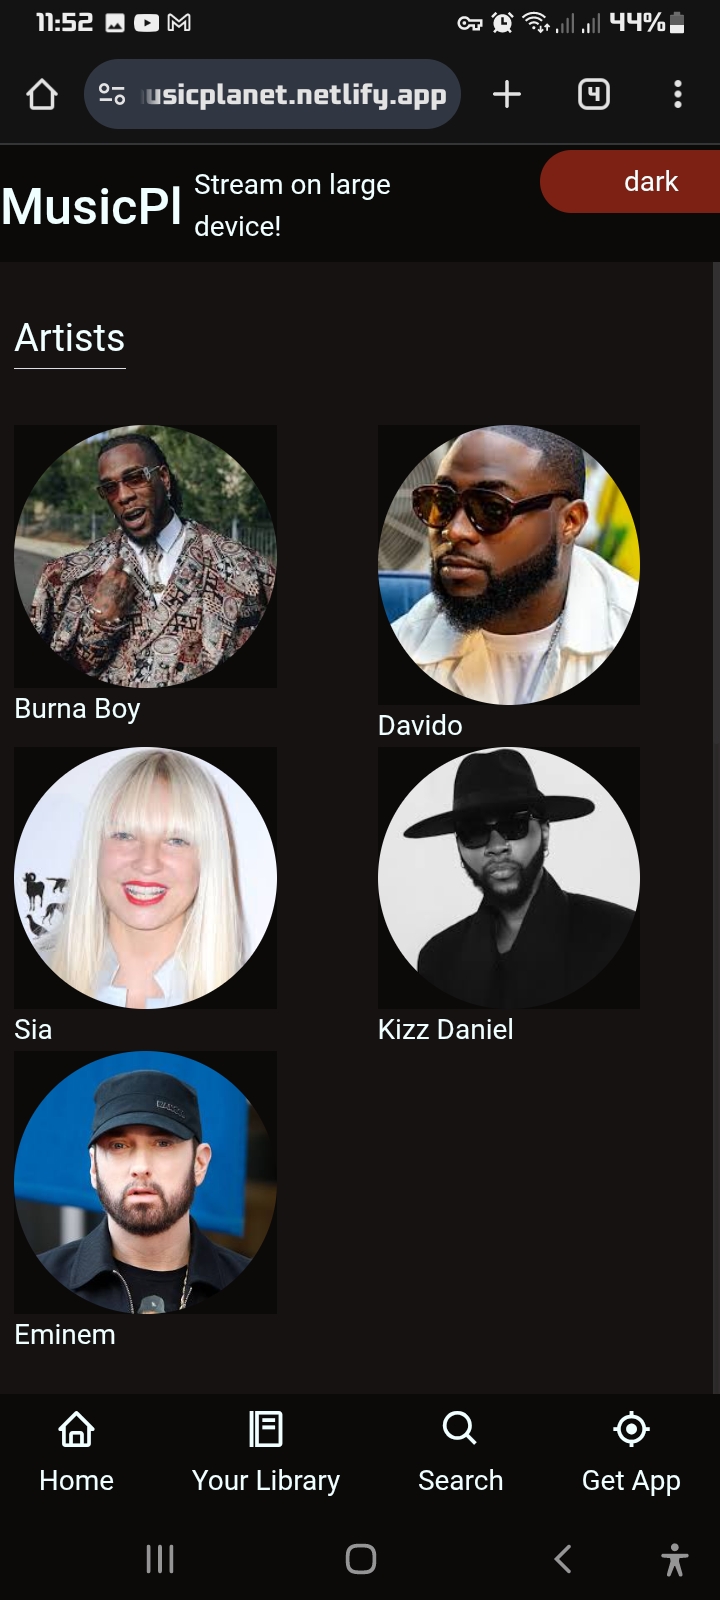 11:52
44%
usicplanet.netlify.app
4
MusicPl
Stream on large
device!
dark
Artists
Burna Boy
Davido
Sia
Kizz Daniel
Eminem
Home
Your Library
Search
Get App